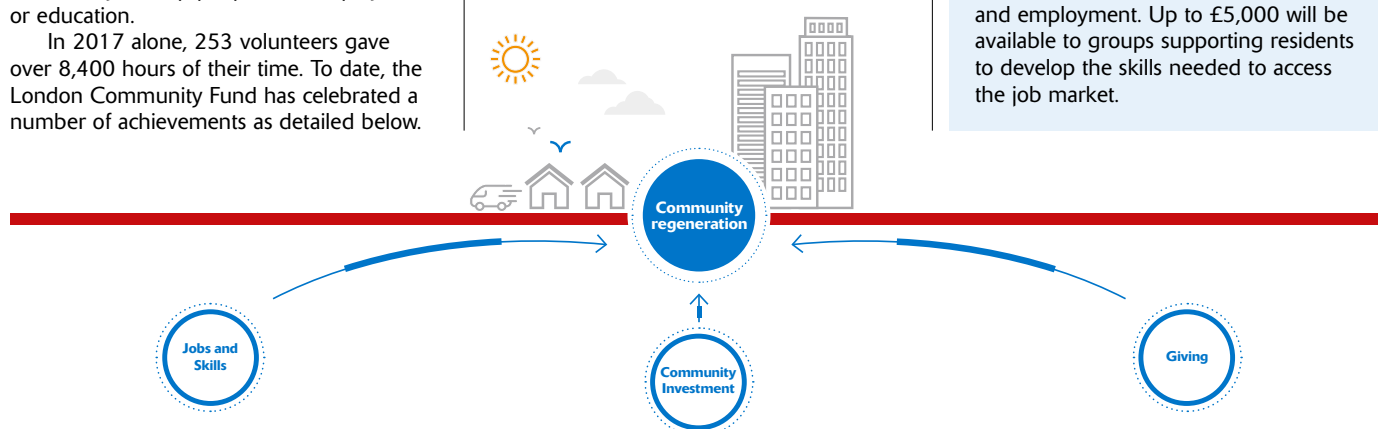 or education.
In 2017 alone, 253 volunteers gave
over 8,400 hours of their time. To date, the
London Community Fund has celebrated a
number of achievements as detailed below.
and employment. Up to £5,000 will be
available to groups supporting residents
to develop the skills needed to access
the job market.
Community
regeneration
Jobs and
Skills
Community
Investment
Giving